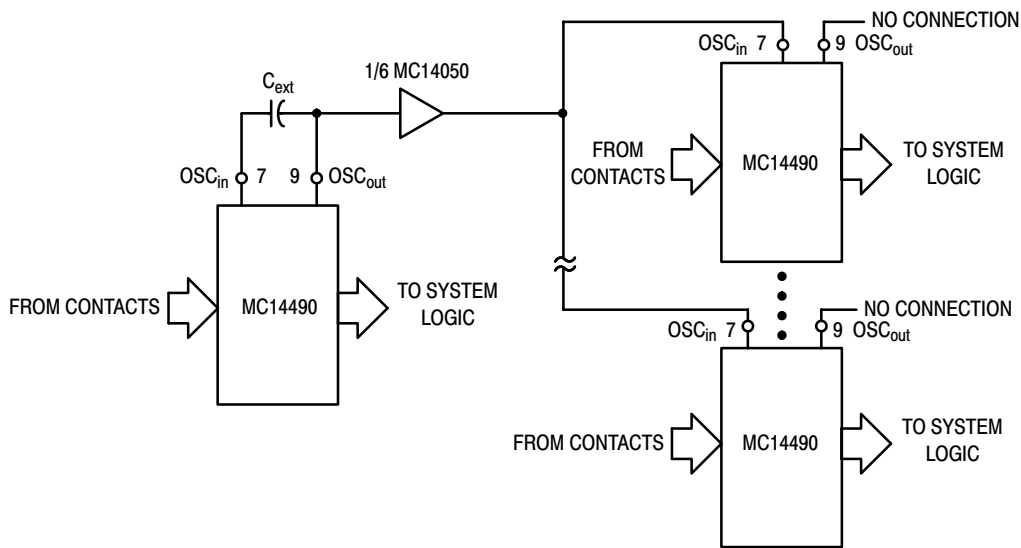 NO CONNECTION
OSCin 7 9 OSCout
1/6 MC14050
Cext
FROM
CONTACTS
MC14490
TO SYSTEM
LOGIC
OSCin 7 9 OSCout
FROM CONTACTS
MC14490
TO SYSTEM
LOGIC
NO CONNECTION
OSCin 7 9 OSCout
FROM CONTACTS
MC14490
TO SYSTEM
LOGIC